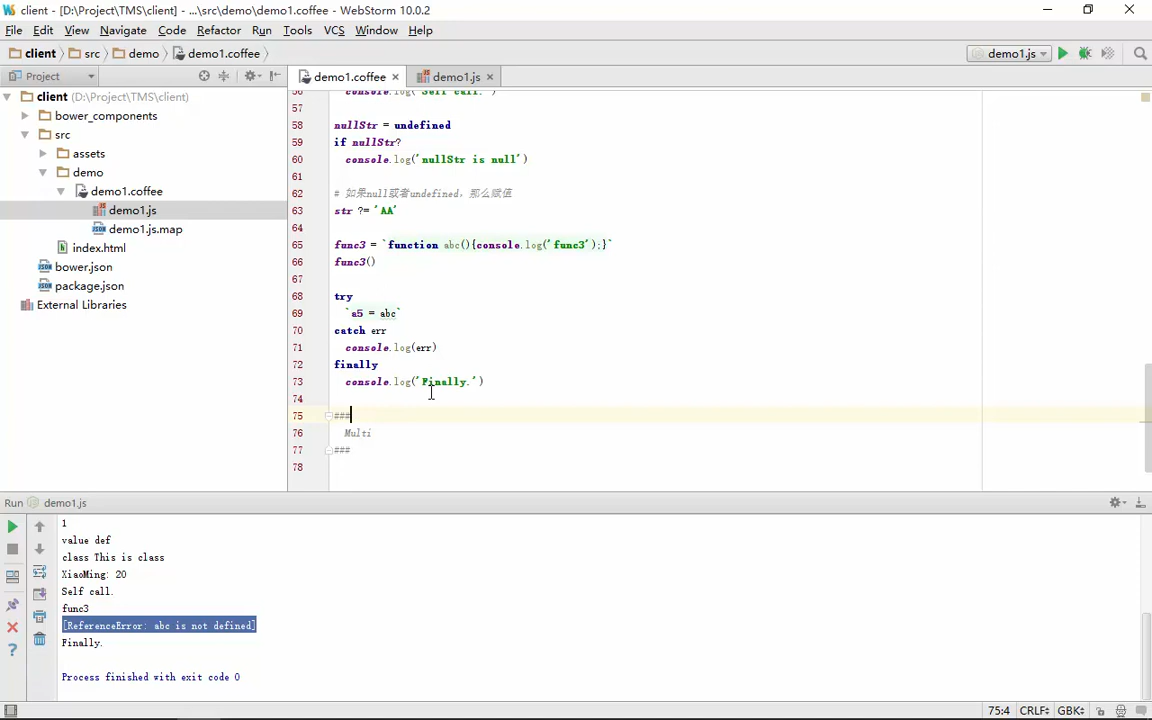 client - [D:\Project\TMS\client] - ...\src\demo\demo1.coffee - WebStorm 10.0.2
File Edit View Navigate Code Refactor Run Tools VCS Window Help
client src demo demo1.coffee demo1.js
Project demo1.coffee demo1.js
client (D:\Project\TMS\client)
bower_components
src
assets
demo
demo1.coffee
demo1.js
demo1.js.map
index.html
bower.json
package.json
External Libraries
56 console.log('Self call.')
57
58 nullStr = undefined
59 if nullStr?
60 console.log('nullStr is null')
61
62 # 如果null或者undefined，那么赋值
63 str ?= 'AA'
64
65 func3 = `function abc(){console.log('func3');}`
66 func3()
67
68 try
69 `a5 = abc`
70 catch err
71 console.log(err)
72 finally
73 console.log('Finally.')
74
75 ###
76 Multi
77 ###
78
Run demo1.js
1
value def
class This is class
XiaoMing: 20
Self call.
func3
[ReferenceError: abc is not defined]
Finally.
Process finished with exit code 0
75:4 CRLF GBK